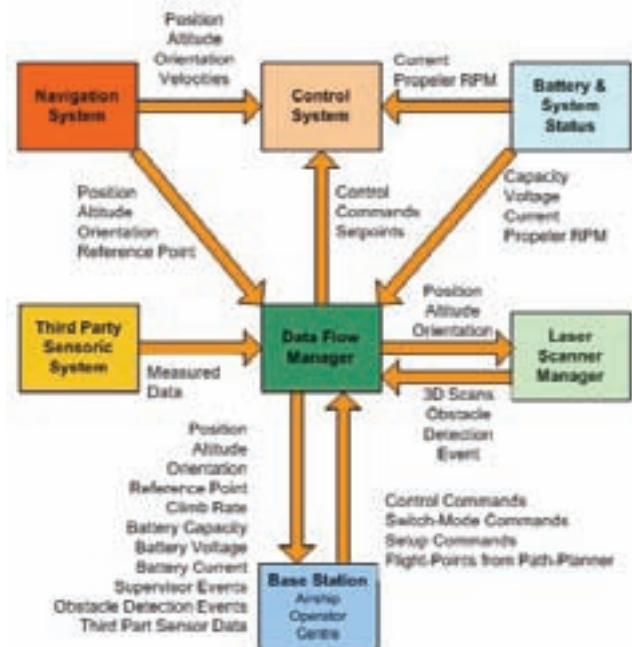 Position
Altitude
Orientation
Velocities
Current
Propeler RPM
Navigation
System
Control
System
Battery &
System
Status
Position
Altitude
Orientation
Reference Point
Control
Commands
Setpoints
Capacity
Voltage
Current
Propeler RPM
Third Party
Sensoric
System
Measured
Data
Data Flow
Manager
Position
Altitude
Orientation
Laser
Scanner
Manager
3D Scans
Obstacle
Detection
Event
Position
Altitude
Orientation
Reference Point
Climb Rate
Battery Capacity
Battery Voltage
Battery Current
Supervisor Events
Obstacle Detection Events
Third Part Sensor Data
Control Commands
Switch-Mode Commands
Setup Commands
Flight-Points from Path-Planner
Base Station
Airship
Operator
Centre